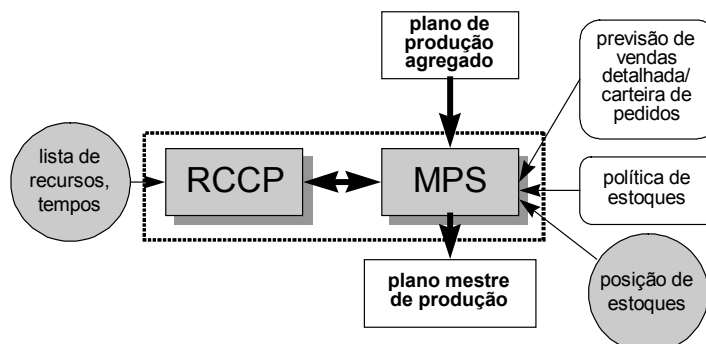 plano de
produção
agregado
previsão de
vendas
detalhada/
carteira de
pedidos
lista de
recursos,
tempos
RCCP
MPS
política de
estoques
plano mestre
de produção
posição de
estoques